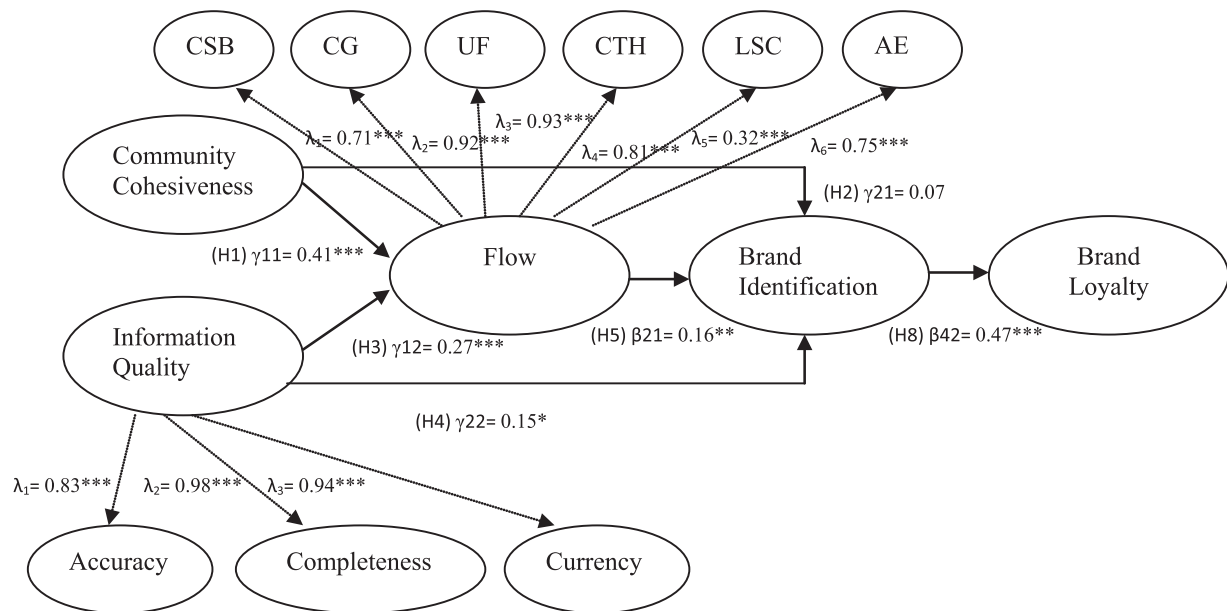 CSB
CG
UF
CTH
LSC
AE
λ₁= 0.71***
λ₂= 0.92***
λ₃= 0.93***
λ₄= 0.81***
λ₅= 0.32***
λ₆= 0.75***
Community
Cohesiveness
(H2) γ21= 0.07
(H1) γ11= 0.41***
Flow
Brand
Identification
Brand
Loyalty
Information
Quality
(H3) γ12= 0.27***
(H5) β21= 0.16**
(H8) β42= 0.47***
(H4) γ22= 0.15*
λ₁= 0.83***
λ₂= 0.98***
λ₃= 0.94***
Accuracy
Completeness
Currency